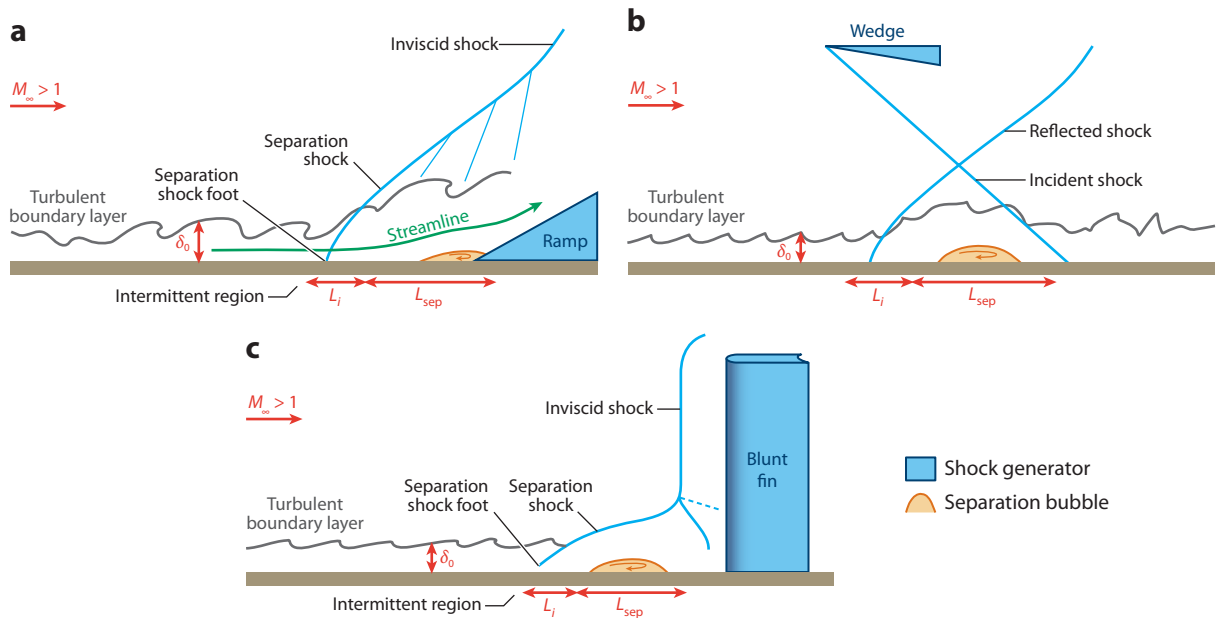 a
Inviscid shock
M∞ > 1
Separation
shock
Separation
shock foot
Turbulent
boundary layer
δ₀
Streamline
Ramp
Intermittent region
Lᵢ
Lsep
b
Wedge
M∞ > 1
Reflected shock
Incident shock
Turbulent
boundary layer
δ₀
Lᵢ
Lsep
c
M∞ > 1
Inviscid shock
Blunt
fin
Separation
shock foot
Separation
shock
Turbulent
boundary layer
δ₀
Intermittent region
Lᵢ
Lsep
Shock generator
Separation bubble